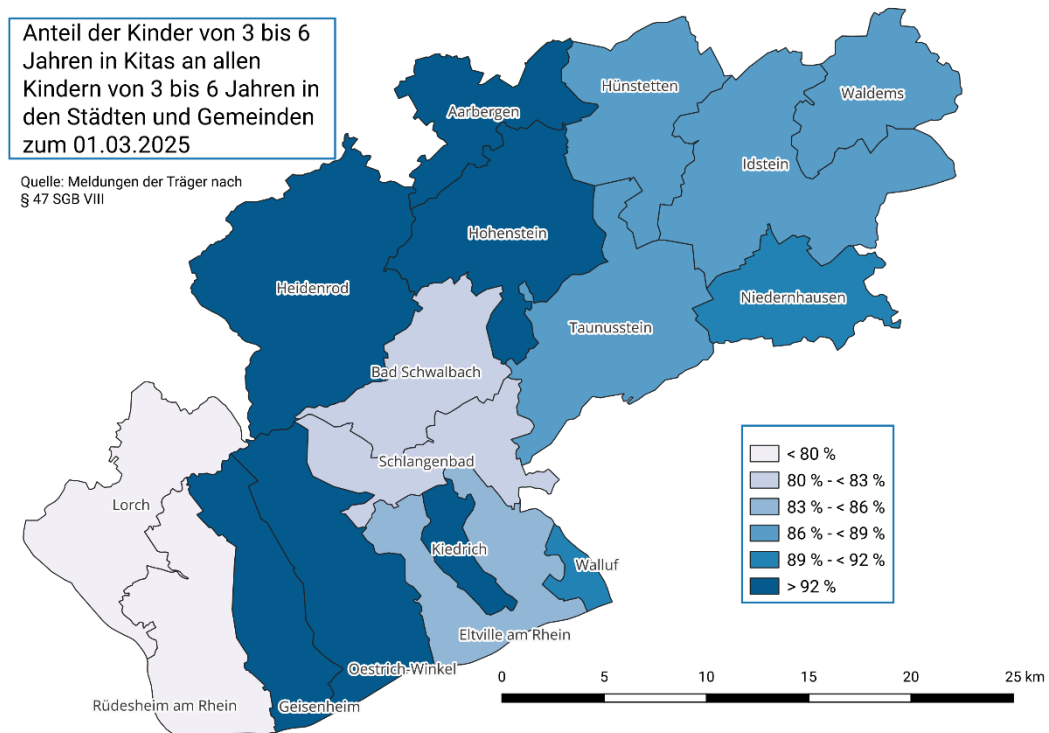 Anteil der Kinder von 3 bis 6
Jahren in Kitas an allen
Kindern von 3 bis 6 Jahren in
den Städten und Gemeinden
zum 01.03.2025
Quelle: Meldungen der Träger nach
§ 47 SGB VIII
Hünstetten
Waldems
Aarbergen
Idstein
Hohenstein
Heidenrod
Niedernhausen
Taunusstein
Bad Schwalbach
Schlangenbad
Lorch
Kiedrich
Walluf
Eltville am Rhein
Oestrich-Winkel
Rüdesheim am Rhein
Geisenheim
< 80 %
80 % - < 83 %
83 % - < 86 %
86 % - < 89 %
89 % - < 92 %
> 92 %
0 5 10 15 20 25 km